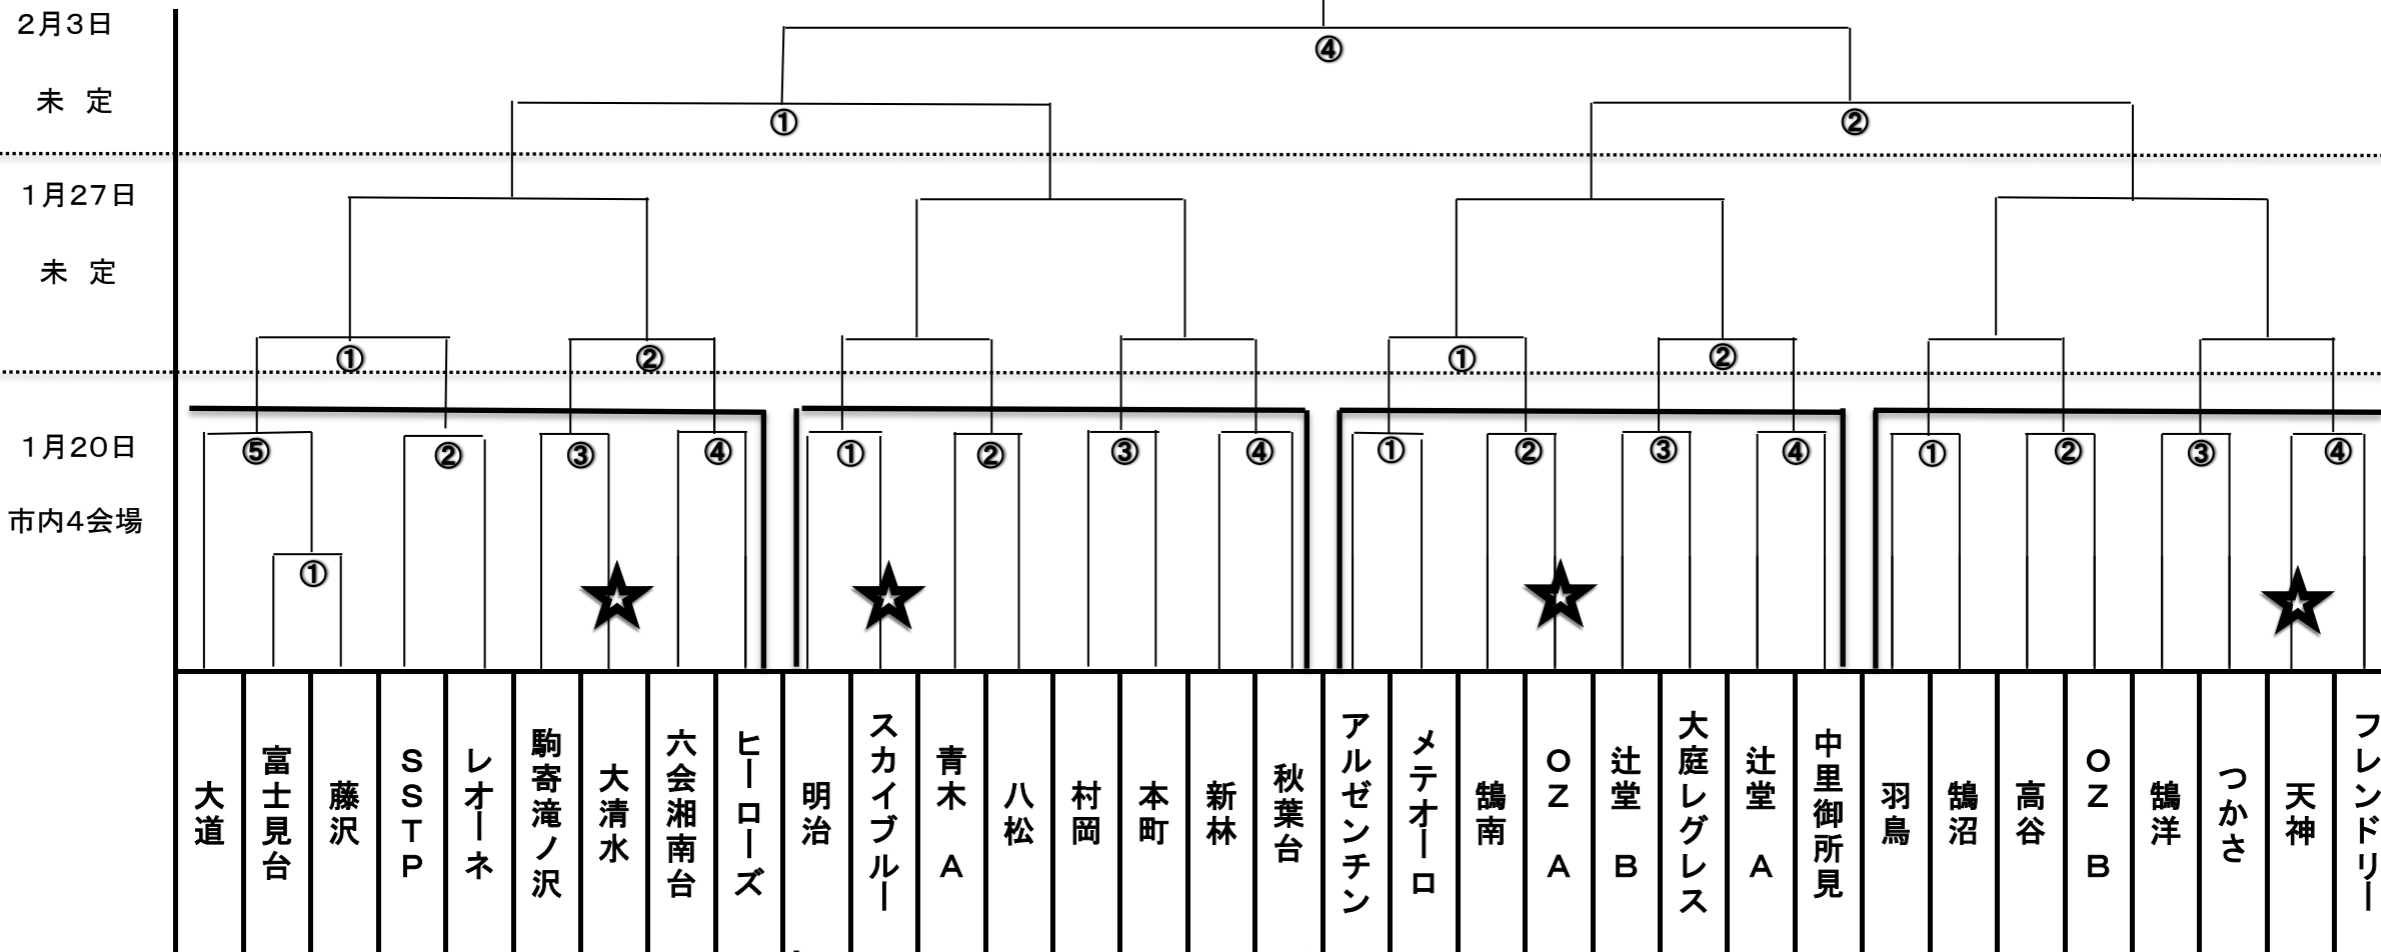 2月3日
④
未 定
①
②
1月27日
未 定
①
②
①
②
1月20日
⑤
②
③
④
①
②
③
④
①
②
③
④
①
②
③
④
市内4会場
①
大道
富士見台
藤沢
SSTP
レオーネ
駒寄滝ノ沢
大清水
六会湘南台
ヒーローズ
明治
スカイブルー
青木 A
八松
村岡
本町
新林
秋葉台
アルゼンチン
メテオーロ
鵠南
OZ A
辻堂 B
大庭レグレス
辻堂 A
中里御所見
羽鳥
鵠沼
高谷
OZ B
鵠洋
つかさ
天神
フレンドリー